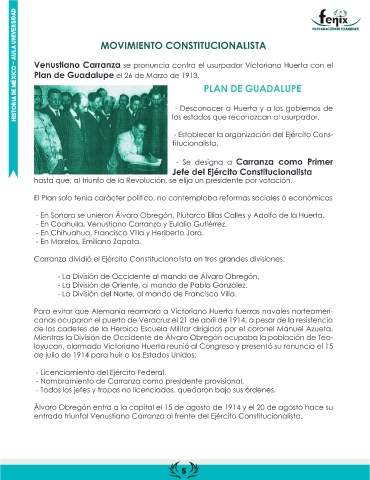 HISTORIA DE MÉXICO – AULA UNIVERSIDAD
fenix
PREPARACIÓN DE EXÁMENES
MOVIMIENTO CONSTITUCIONALISTA
Venustiano Carranza se pronuncia contra el usurpador Victoriano Huerta con el
Plan de Guadalupe el 26 de Marzo de 1913.
PLAN DE GUADALUPE
- Desconocer a Huerta y a los gobiernos de
los estados que reconozcan al usurpador.
- Establecer la organización del Ejército Cons-
titucionalista.
- Se designa a Carranza como Primer
Jefe del Ejército Constitucionalista
hasta que, al triunfo de la Revolución, se elija un presidente por votación.
El Plan solo tenía carácter político, no contemplaba reformas sociales ó económicas
- En Sonora se unieron Álvaro Obregón, Plutarco Elías Calles y Adolfo de la Huerta.
- En Coahuila, Venustiano Carranza y Eulalio Gutiérrez.
- En Chihuahua, Francisco Villa y Heriberto Jara.
- En Morelos, Emiliano Zapata.
Carranza dividió el Ejército Constitucionalista en tres grandes divisiones:
- La División de Occidente al mando de Álvaro Obregón.
- La División de Oriente, al mando de Pablo González.
- La División del Norte, al mando de Francisco Villa.
Para evitar que Alemania rearmara a Victoriano Huerta fuerzas navales norteameri-
canas ocuparon el puerto de Veracruz el 21 de abril de 1914, a pesar de la resistencia
de los cadetes de la Heroica Escuela Militar dirigidos por el coronel Manuel Azueta.
Mientras la División de Occidente de Álvaro Obregón ocupaba la población de Teo-
loyucan, alarmado Victoriano Huerta reunió al Congreso y presentó su renuncia el 15
de julio de 1914 para huir a los Estados Unidos:
- Licenciamiento del Ejército Federal.
- Nombramiento de Carranza como presidente provisional.
- Todos los jefes y tropas no licenciadas, quedaron bajo sus órdenes.
Álvaro Obregón entra a la capital el 15 de agosto de 1914 y el 20 de agosto hace su
entrada triunfal Venustiano Carranza al frente del Ejército Constitucionalista.
5